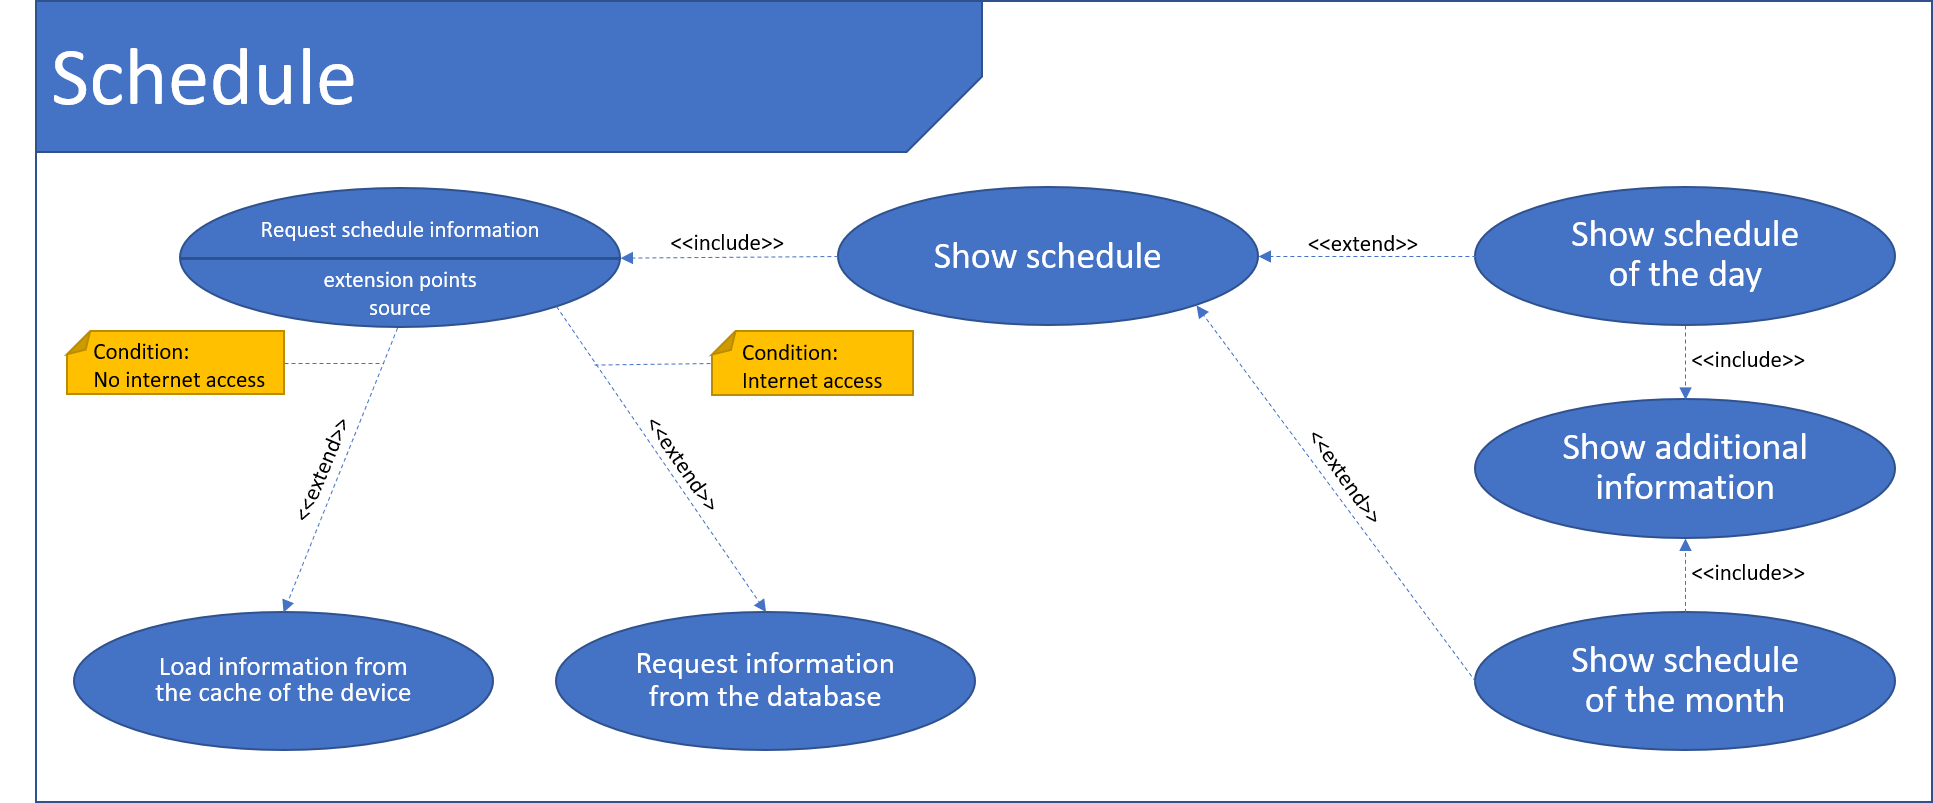 Schedule
Request schedule information
extension points
source
<<include>>
Show schedule
<<extend>>
Show schedule
of the day
Condition:
No internet access
Condition:
Internet access
<<include>>
<<extend>>
<<extend>>
<<extend>>
Show additional
information
<<include>>
Load information from
the cache of the device
Request information
from the database
Show schedule
of the month